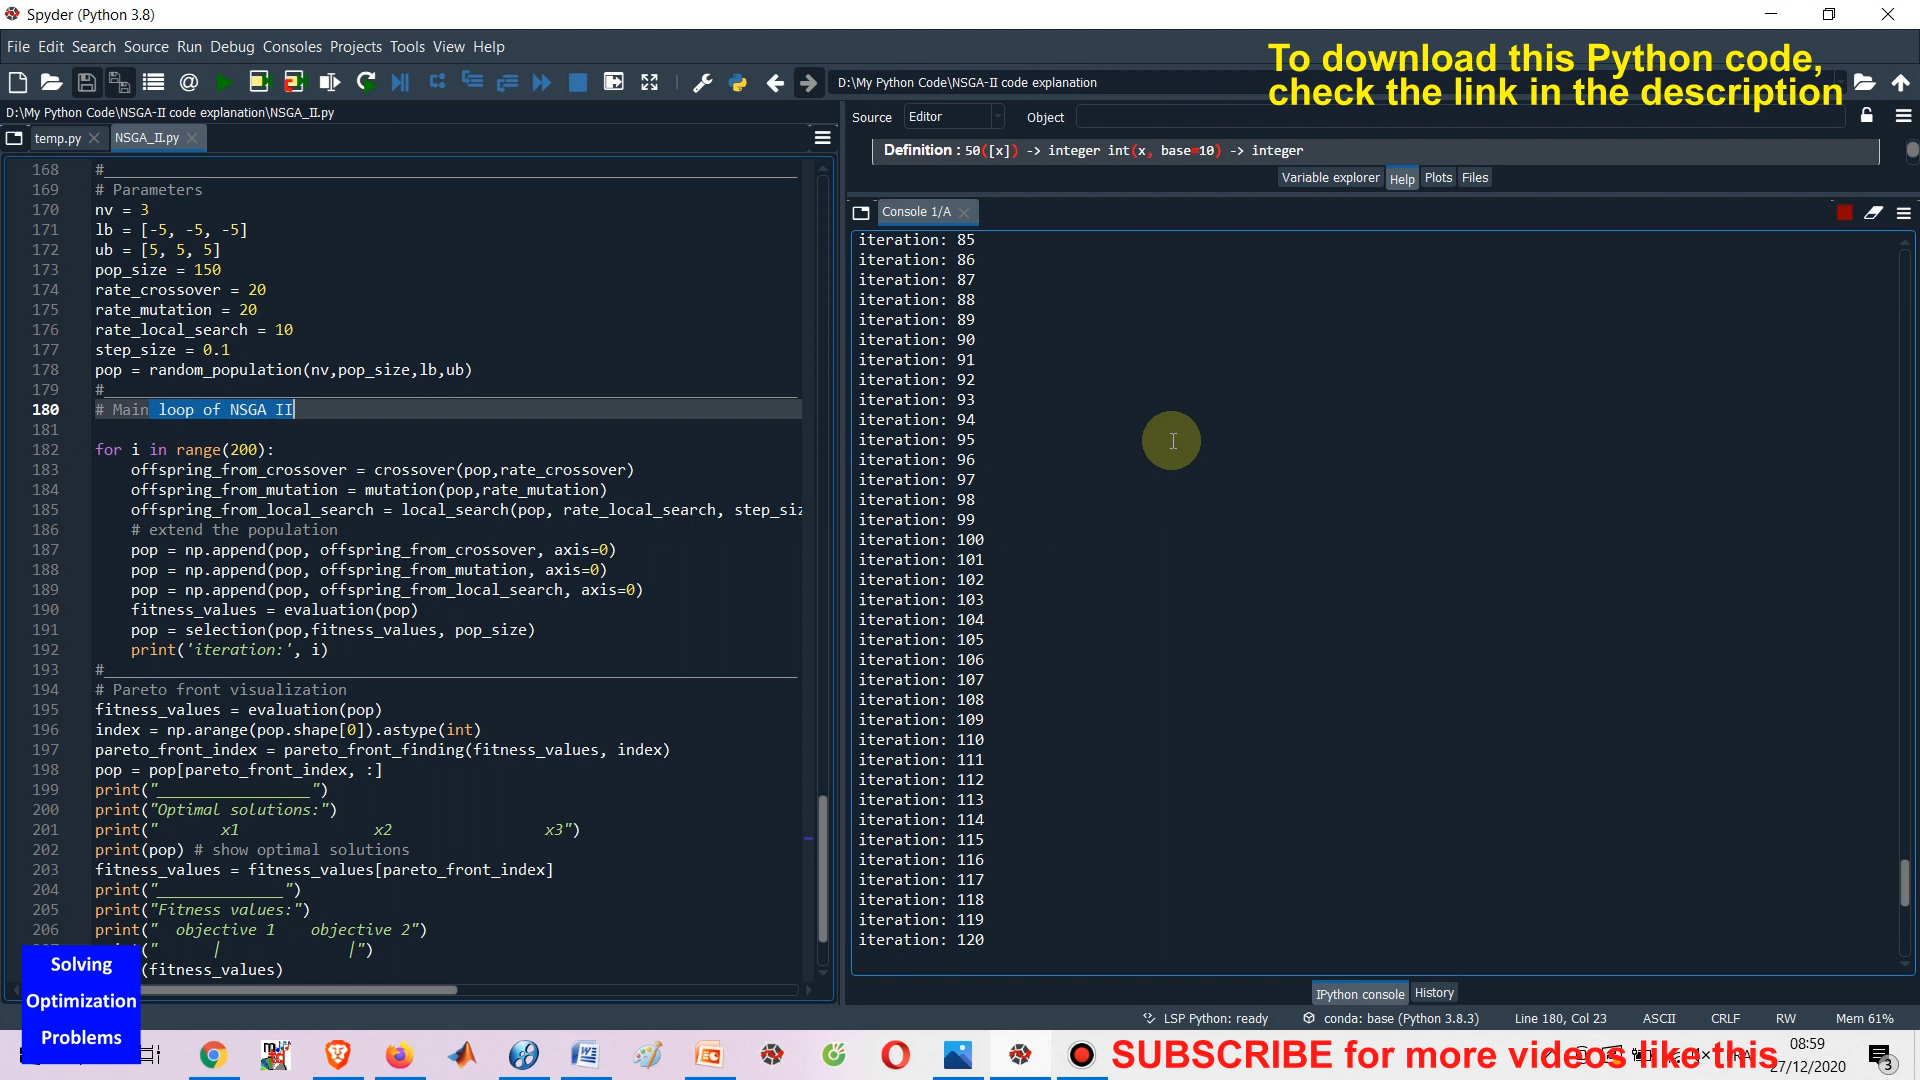 Spyder (Python 3.8)
File Edit Search Source Run Debug Consoles Projects Tools View Help
To download this Python code,
check the link in the description
D:\My Python Code\NSGA-II code explanation
D:\My Python Code\NSGA-II code explanation\NSGA_II.py
temp.py NSGA_II.py
168 #
169 # Parameters
170 nv = 3
171 lb = [-5, -5, -5]
172 ub = [5, 5, 5]
173 pop_size = 150
174 rate_crossover = 20
175 rate_mutation = 20
176 rate_local_search = 10
177 step_size = 0.1
178 pop = random_population(nv,pop_size,lb,ub)
179 #
180 # Main loop of NSGA II
181
182 for i in range(200):
183 offspring_from_crossover = crossover(pop,rate_crossover)
184 offspring_from_mutation = mutation(pop,rate_mutation)
185 offspring_from_local_search = local_search(pop, rate_local_search, step_siz
186 # extend the population
187 pop = np.append(pop, offspring_from_crossover, axis=0)
188 pop = np.append(pop, offspring_from_mutation, axis=0)
189 pop = np.append(pop, offspring_from_local_search, axis=0)
190 fitness_values = evaluation(pop)
191 pop = selection(pop,fitness_values, pop_size)
192 print('iteration:', i)
193 #
194 # Pareto front visualization
195 fitness_values = evaluation(pop)
196 index = np.arange(pop.shape[0]).astype(int)
197 pareto_front_index = pareto_front_finding(fitness_values, index)
198 pop = pop[pareto_front_index, :]
199 print("_________________")
200 print("Optimal solutions:")
201 print(" x1 x2 x3")
202 print(pop) # show optimal solutions
203 fitness_values = fitness_values[pareto_front_index]
204 print("______________")
205 print("Fitness values:")
206 print(" objective 1 objective 2")
(" | |")
(fitness_values)
Solving
Optimization
Problems
Source Editor Object
Definition : 50([x]) -> integer int(x, base=10) -> integer
Variable explorer Help Plots Files
Console 1/A
iteration: 85
iteration: 86
iteration: 87
iteration: 88
iteration: 89
iteration: 90
iteration: 91
iteration: 92
iteration: 93
iteration: 94
iteration: 95
iteration: 96
iteration: 97
iteration: 98
iteration: 99
iteration: 100
iteration: 101
iteration: 102
iteration: 103
iteration: 104
iteration: 105
iteration: 106
iteration: 107
iteration: 108
iteration: 109
iteration: 110
iteration: 111
iteration: 112
iteration: 113
iteration: 114
iteration: 115
iteration: 116
iteration: 117
iteration: 118
iteration: 119
iteration: 120
IPython console History
LSP Python: ready conda: base (Python 3.8.3) Line 180, Col 23 ASCII CRLF RW Mem 61%
SUBSCRIBE for more videos like this
08:59
27/12/2020
3